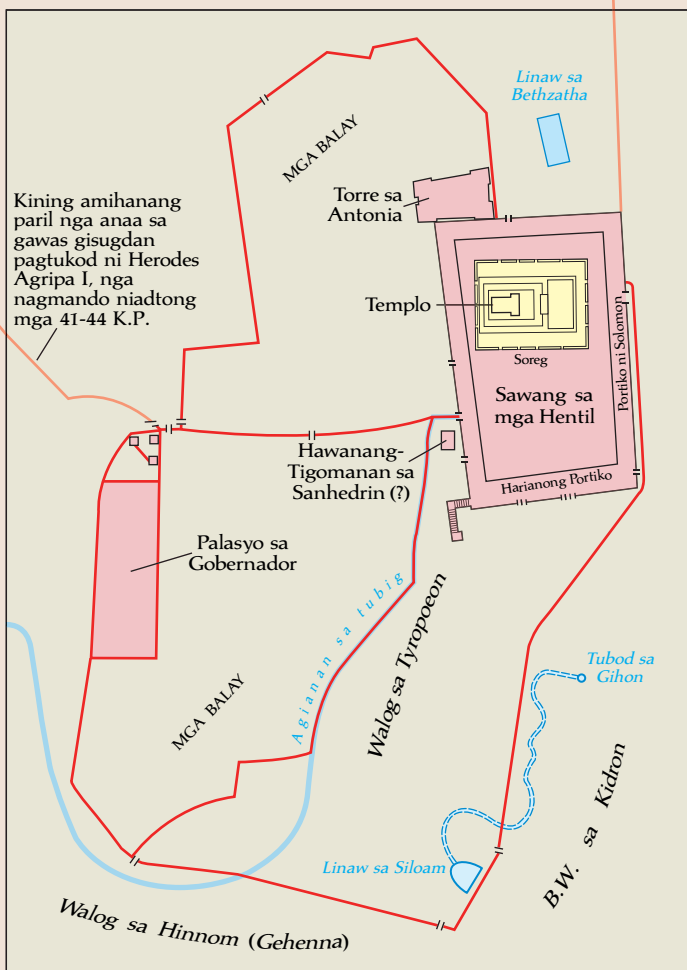 Linaw sa
Bethzatha
MGA BALAY
Kining amihanang
paril nga anaa sa
gawas gisugdan
pagtukod ni Herodes
Agripa I, nga
nagmando niadtong
mga 41-44 K.P.
Torre sa
Antonia
Templo
Soreg
Portiko ni Solomon
Sawang sa
mga Hentil
Harianong Portiko
Hawanang-
Tigomanan sa
Sanhedrin (?)
Palasyo sa
Gobernador
Agianan sa tubig
Walog sa Tyropoeon
Tubod sa
Gihon
MGA BALAY
B.W. sa Kidron
Linaw sa Siloam
Walog sa Hinnom (Gehenna)